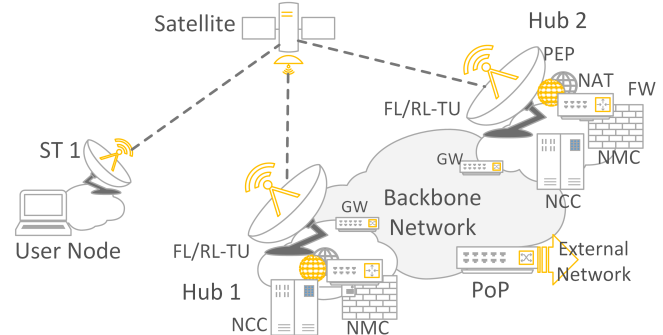 Hub 2
Satellite
PEP
NAT
FW
FL/RL-TU
ST 1
GW
NMC
Backbone
Network
NCC
GW
User Node
FL/RL-TU
External
Network
PoP
Hub 1
NCC
NMC